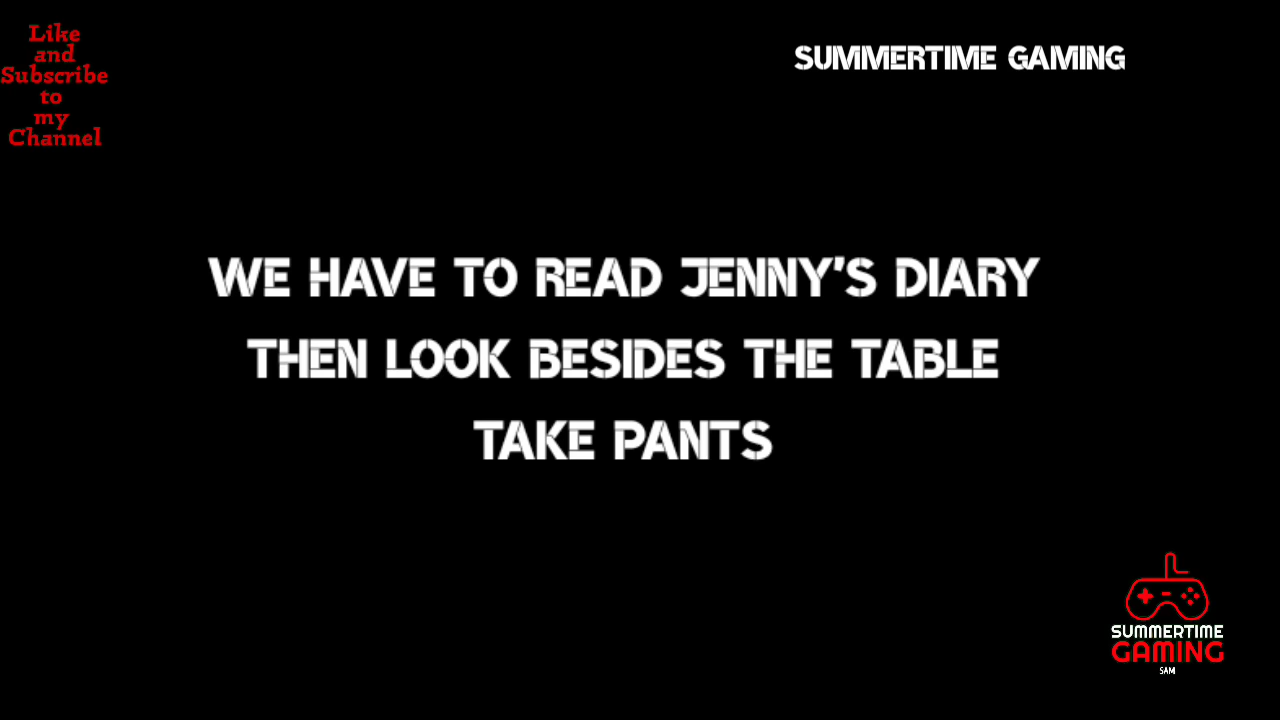 Like
and
Subscribe
to
my
Channel
SUMMERTIME GAMING
WE HAVE TO READ JENNY'S DIARY
THEN LOOK BESIDES THE TABLE
TAKE PANTS
SUMMERTIME
GAMING
SAM